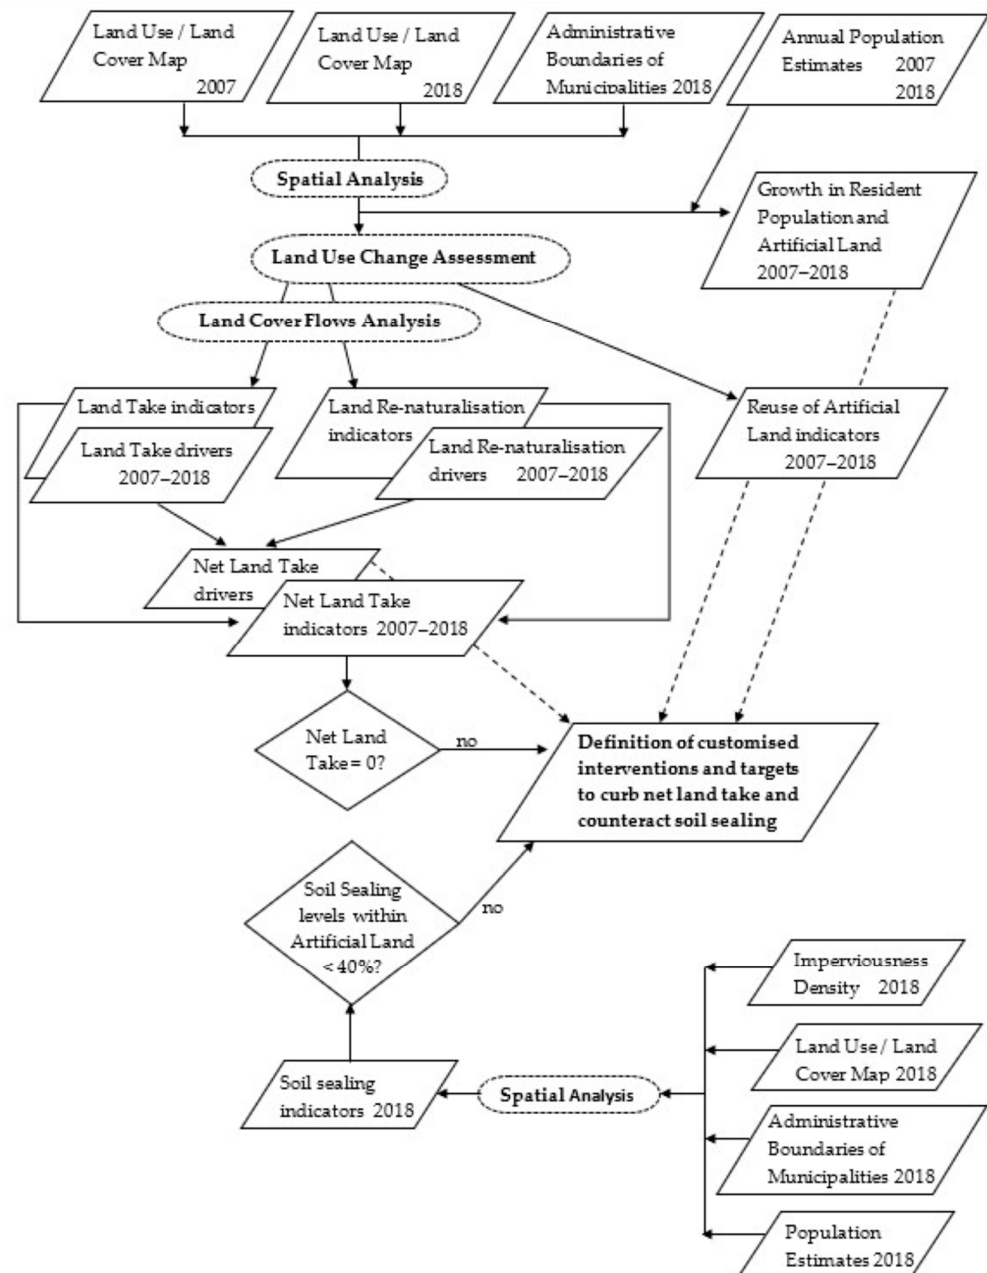 Land Use / Land
Cover Map
2007
Land Use / Land
Cover Map
2018
Administrative
Boundaries of
Municipalities 2018
Annual Population
Estimates 2007
2018
Spatial Analysis
Growth in Resident
Population and
Artificial Land
2007–2018
Land Use Change Assessment
Land Cover Flows Analysis
Land Take indicators
Land Take drivers
2007–2018
Land Re-naturalisation
indicators
Land Re-naturalisation
drivers 2007–2018
Reuse of Artificial
Land indicators
2007–2018
Net Land Take
drivers
Net Land Take
indicators 2007–2018
Net Land
Take = 0?
no
Definition of customised
interventions and targets
to curb net land take and
counteract soil sealing
Soil Sealing
levels within
Artificial Land
< 40%?
no
Imperviousness
Density 2018
Land Use / Land
Cover Map 2018
Soil sealing
indicators 2018
Spatial Analysis
Administrative
Boundaries of
Municipalities 2018
Population
Estimates 2018